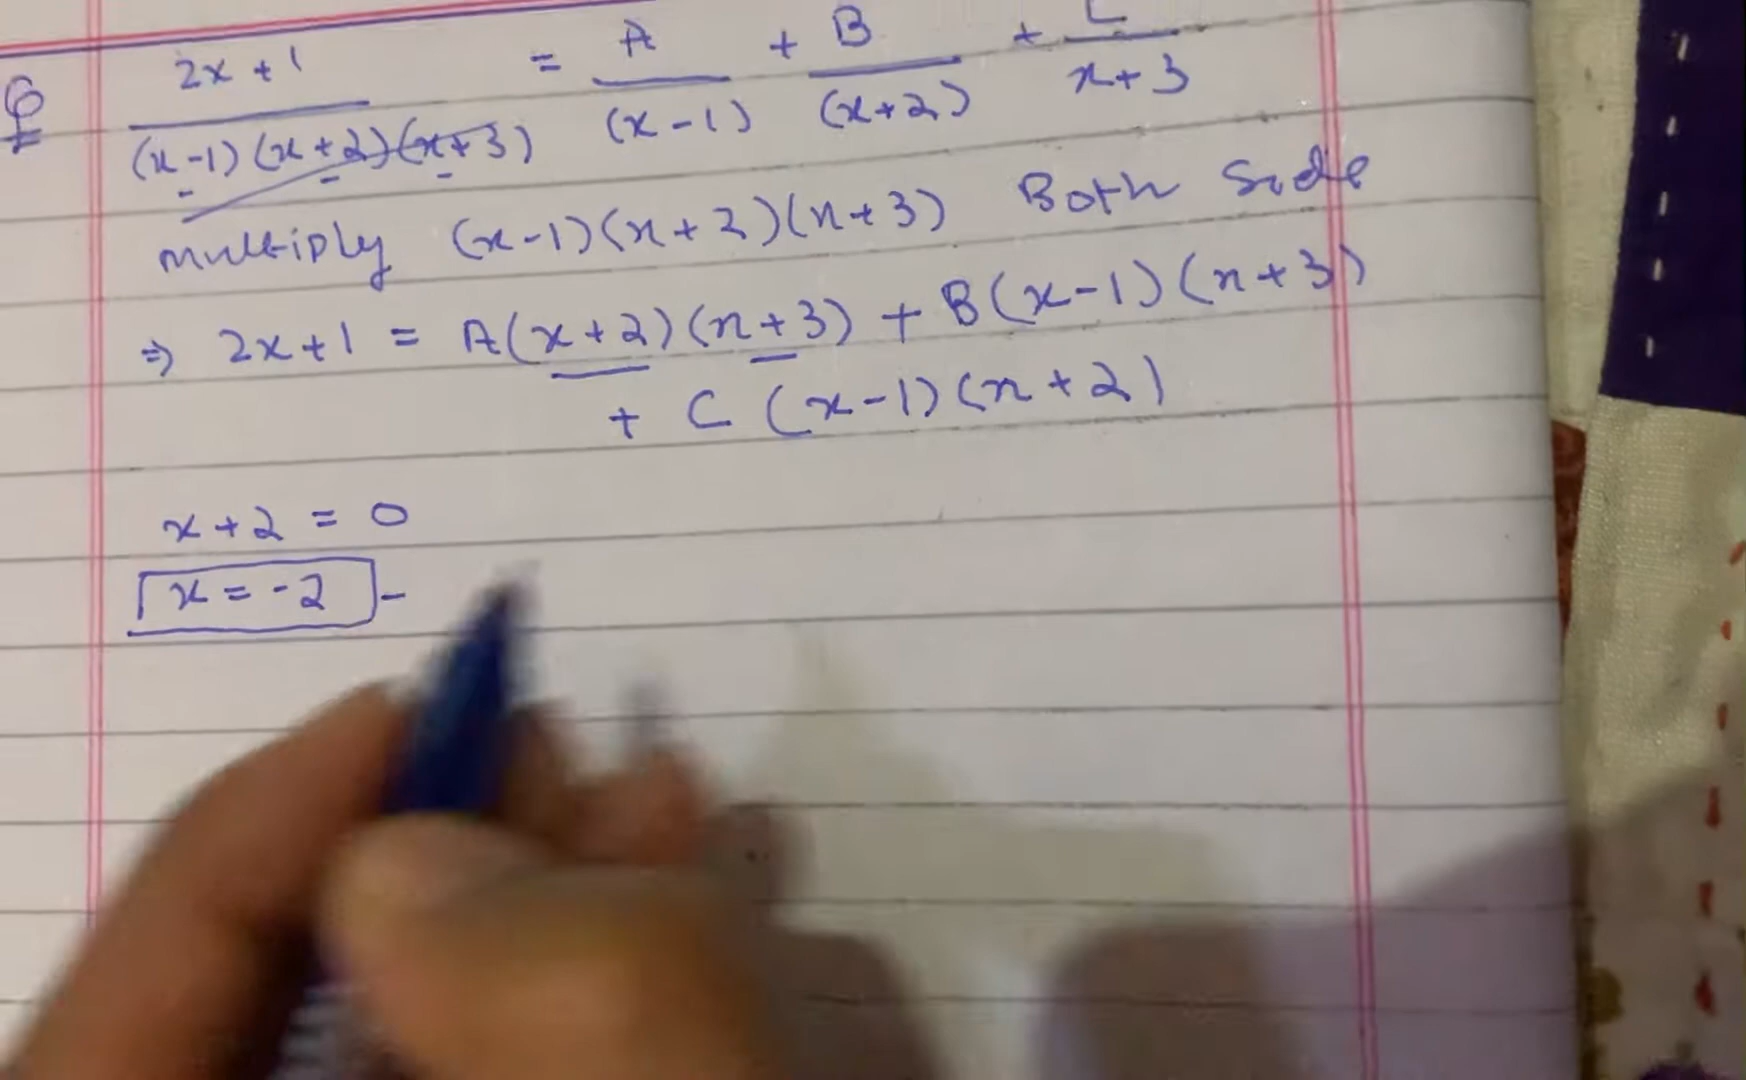 Q 2x+1 / (x-1)(x+2)(x+3) = A/(x-1) + B/(x+2) + C/x+3
multiply (x-1)(x+2)(x+3) Both Side
⇒ 2x+1 = A(x+2)(x+3) + B(x-1)(x+3)
+ C (x-1)(x+2)
x+2 = 0
x = -2 -